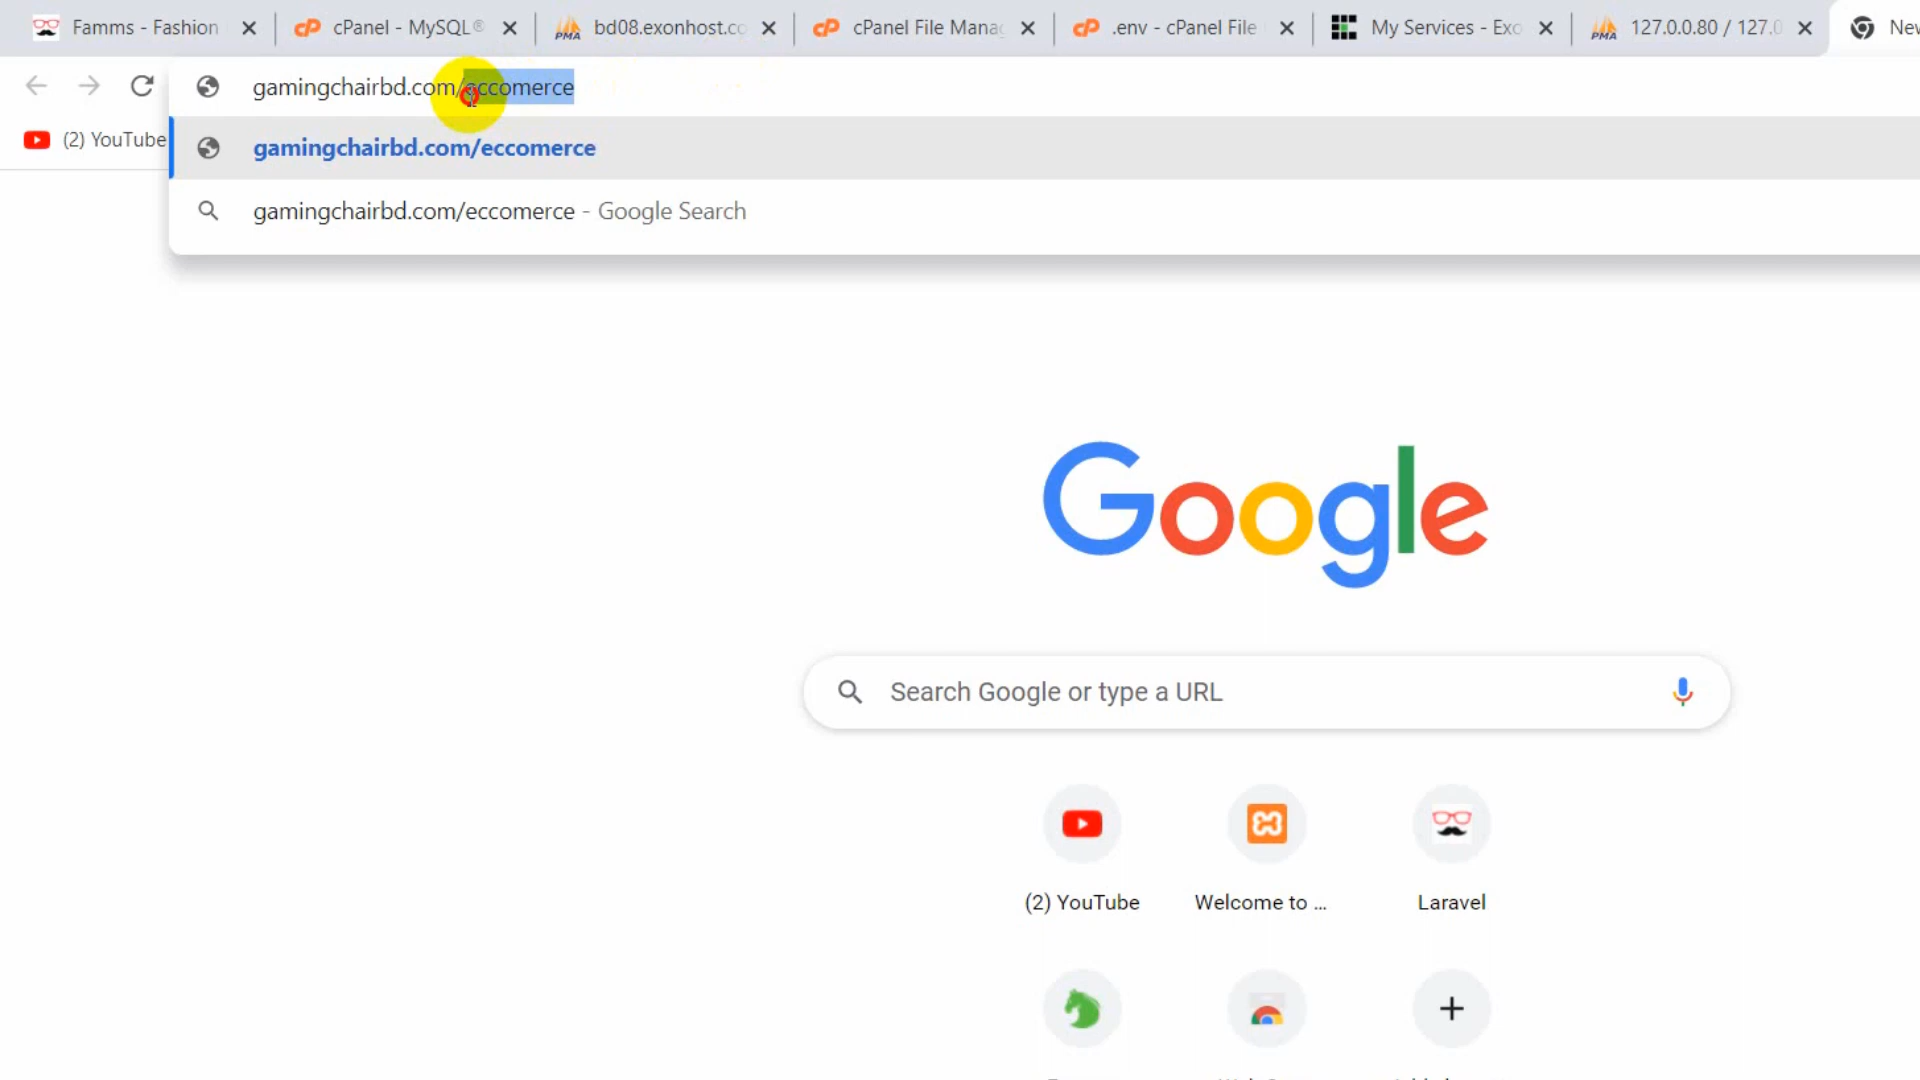 Famms - Fashion
cPanel - MySQL®
bd08.exonhost.co
cPanel File Manag
.env - cPanel File
My Services - Exo
127.0.0.80 / 127.0
New
gamingchairbd.com/eccomerce
(2) YouTube
gamingchairbd.com/eccomerce
gamingchairbd.com/eccomerce - Google Search
Google
Search Google or type a URL
(2) YouTube
Welcome to ...
Laravel